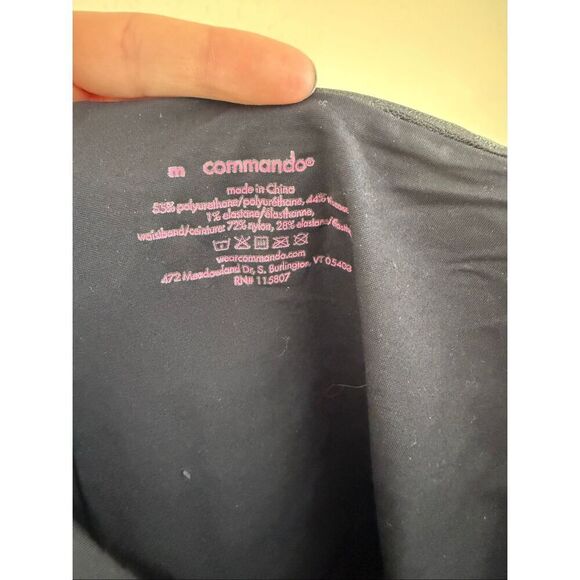 m commando®
made in China
55% polyurethane/polyuréthane, 44%
1% elastane/élasthanne,
waistband/ceinture: 72% nylon, 28% elastane/
wearcommando.com
472 Meadowland Dr, S. Burlington, VT 05403
RN# 115807